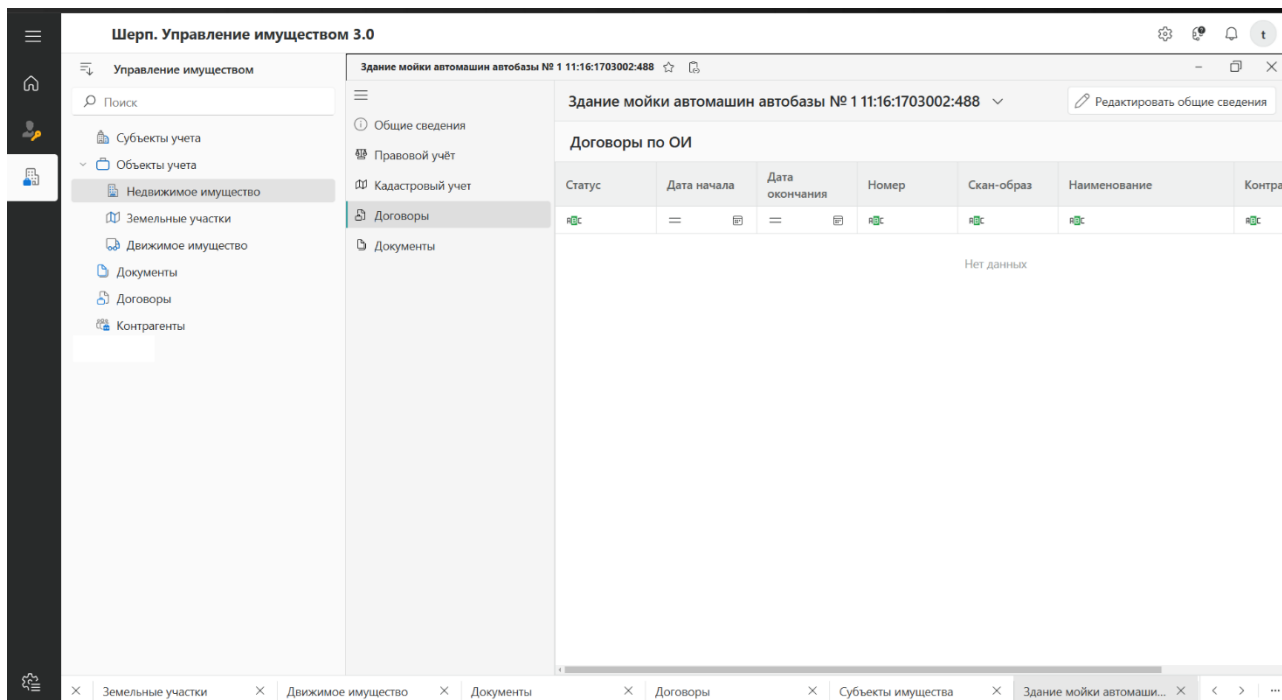 Шерп. Управление имуществом 3.0
t
Управление имуществом
Поиск
Субъекты учета
Объекты учета
Недвижимое имущество
Земельные участки
Движимое имущество
Документы
Договоры
Контрагенты
Здание мойки автомашин автобазы № 1 11:16:1703002:488
Общие сведения
Правовой учёт
Кадастровый учет
Договоры
Документы
Здание мойки автомашин автобазы № 1 11:16:1703002:488
Редактировать общие сведения
Договоры по ОИ
Статус
Дата начала
Дата
окончания
Номер
Скан-образ
Наименование
Контра
Нет данных
Земельные участки
Движимое имущество
Документы
Договоры
Субъекты имущества
Здание мойки автомаши...